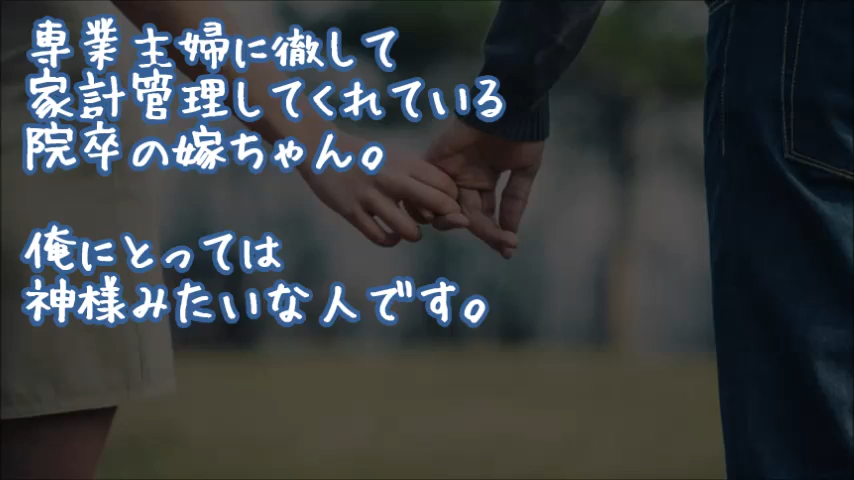 専業主婦に徹して
家計管理してくれている
院卒の嫁ちゃん。
俺にとっては
神様みたいな人です。